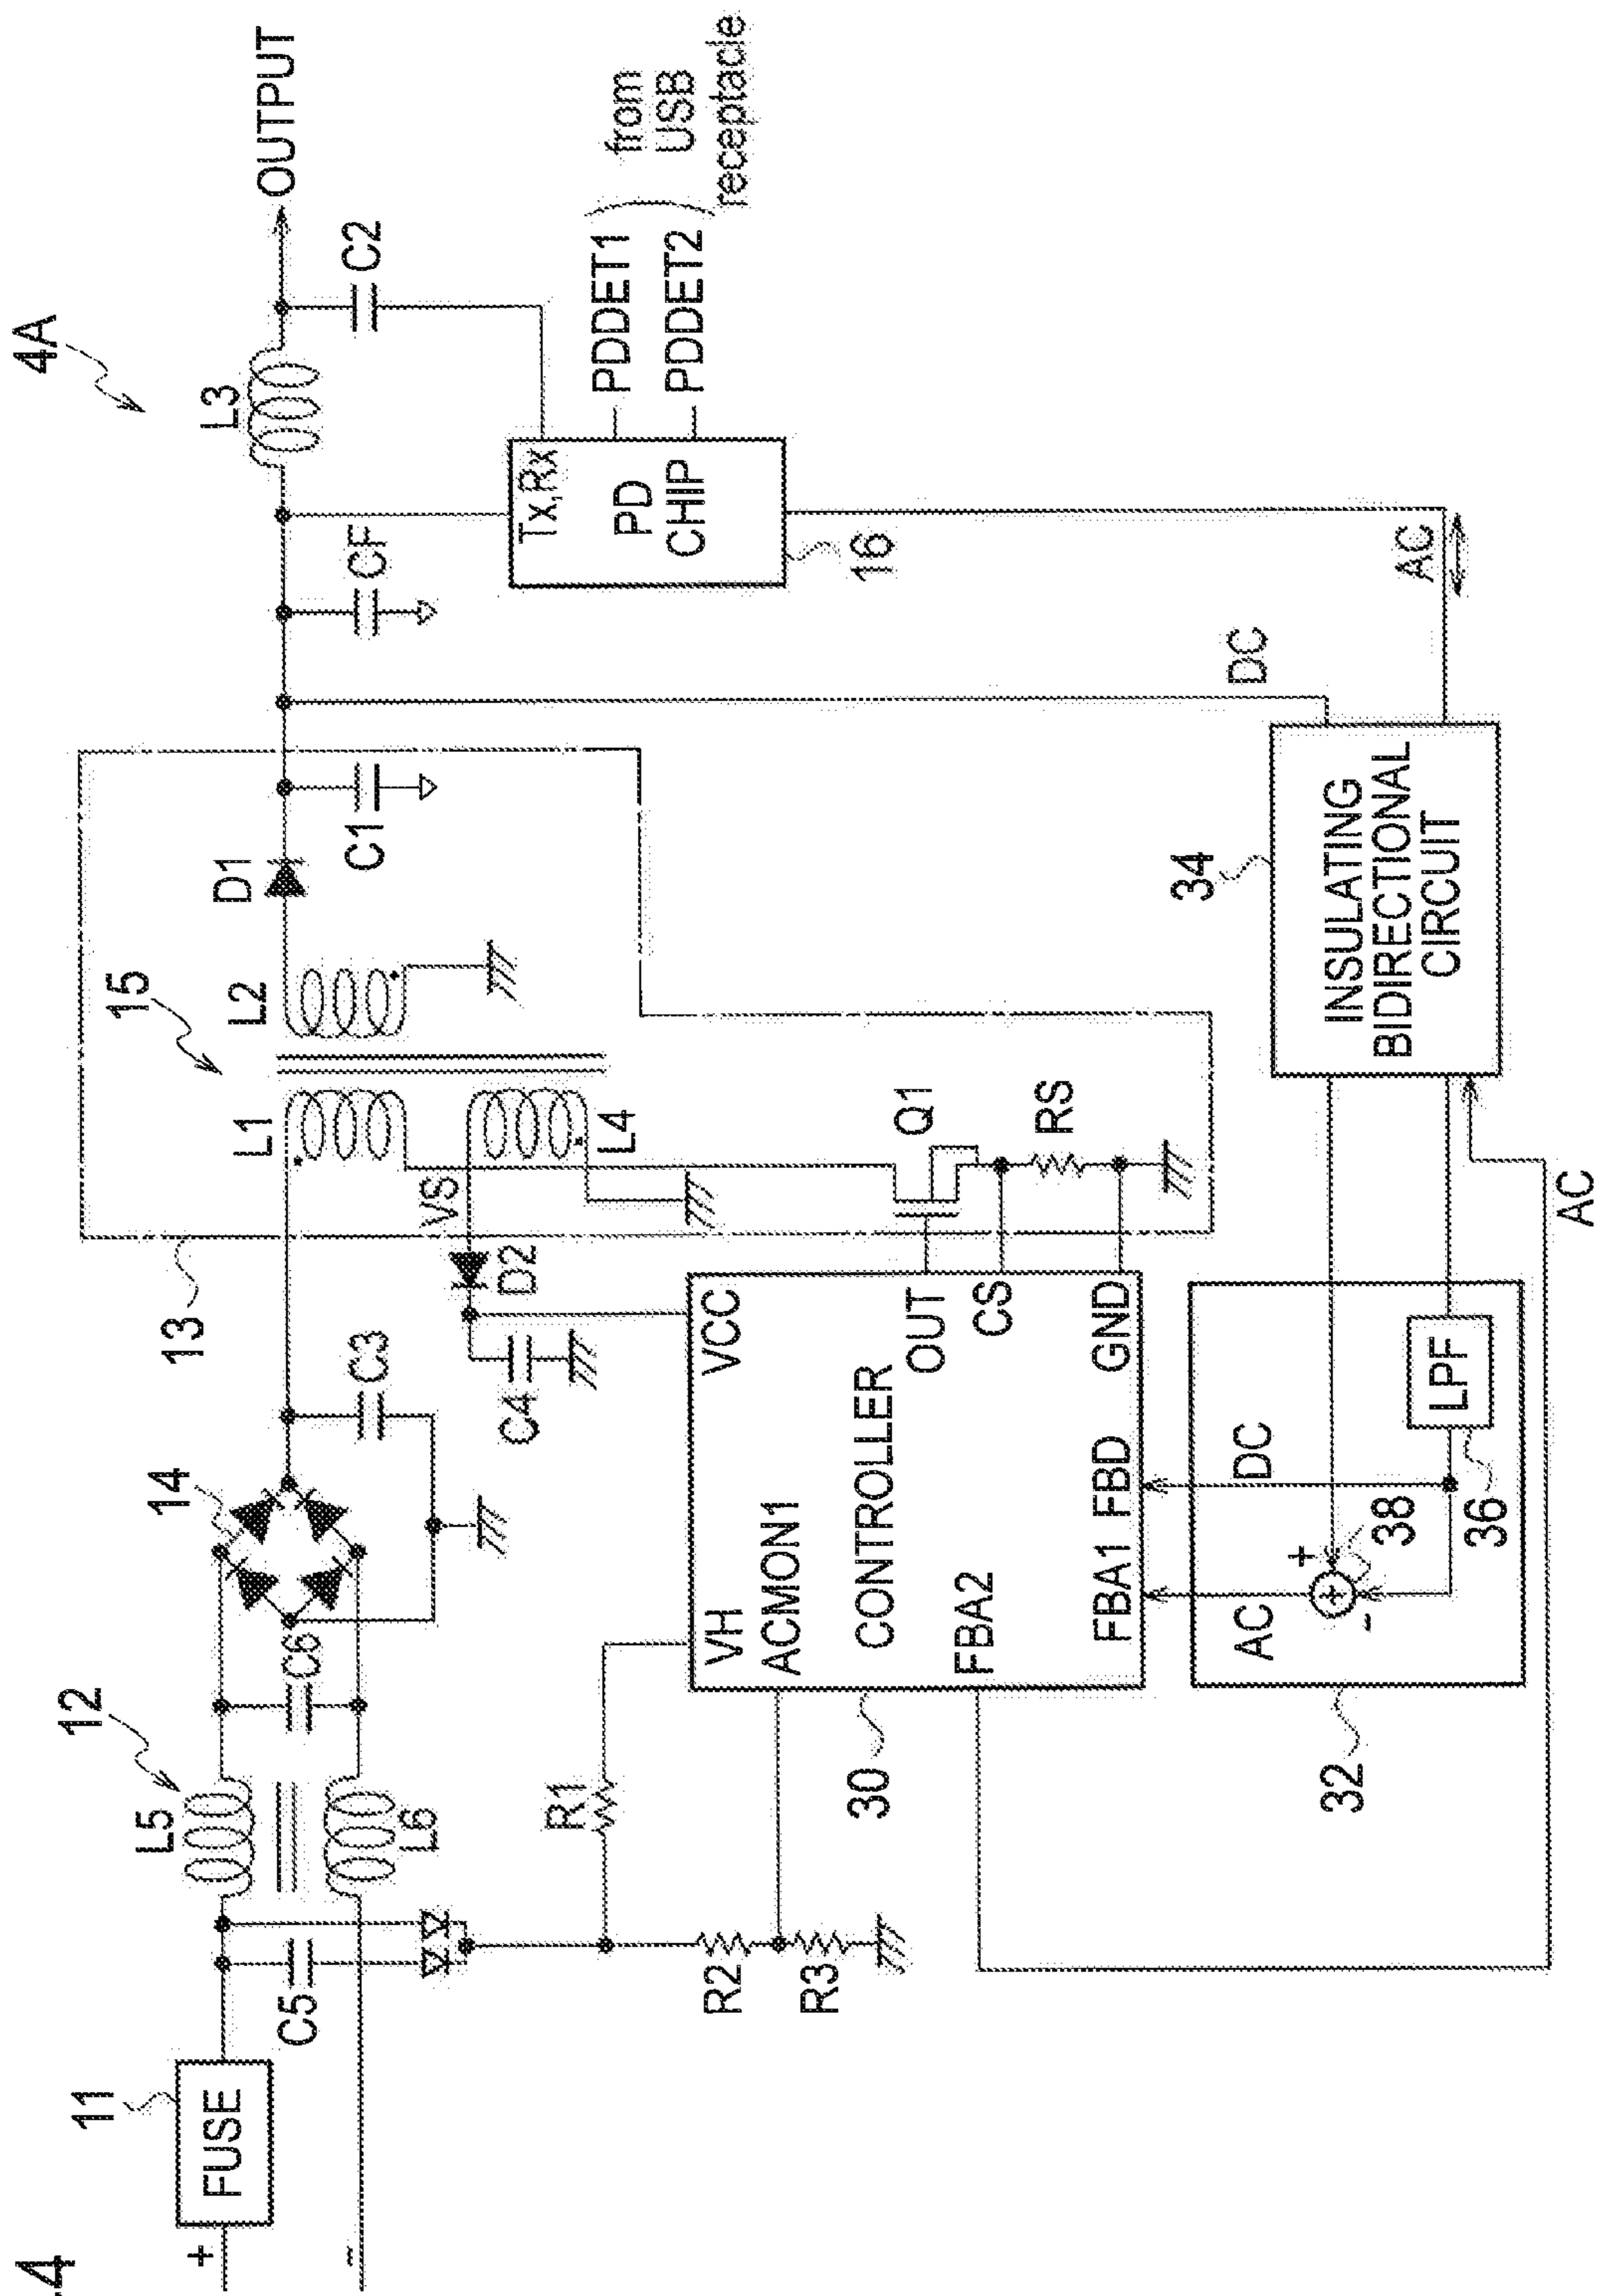 4A
OUTPUT
L3
C2
CF
Tx,Rx
PD
CHIP
16
PDDET1
PDDET2
from
USB
receptacle
11
FUSE
+
-
12
L5
L6
C5
C6
14
C3
13
15
L1
L2
D1
C1
VS
L4
D2
C4
R1
R2
R3
Q1
RS
VH
VCC
ACMON1
CONTROLLER
OUT
CS
FBA2
FBA1 FBD
GND
30
DC
AC
34
INSULATING
BIDIRECTIONAL
CIRCUIT
AC
DC
+
-
38
LPF
36
32
AC